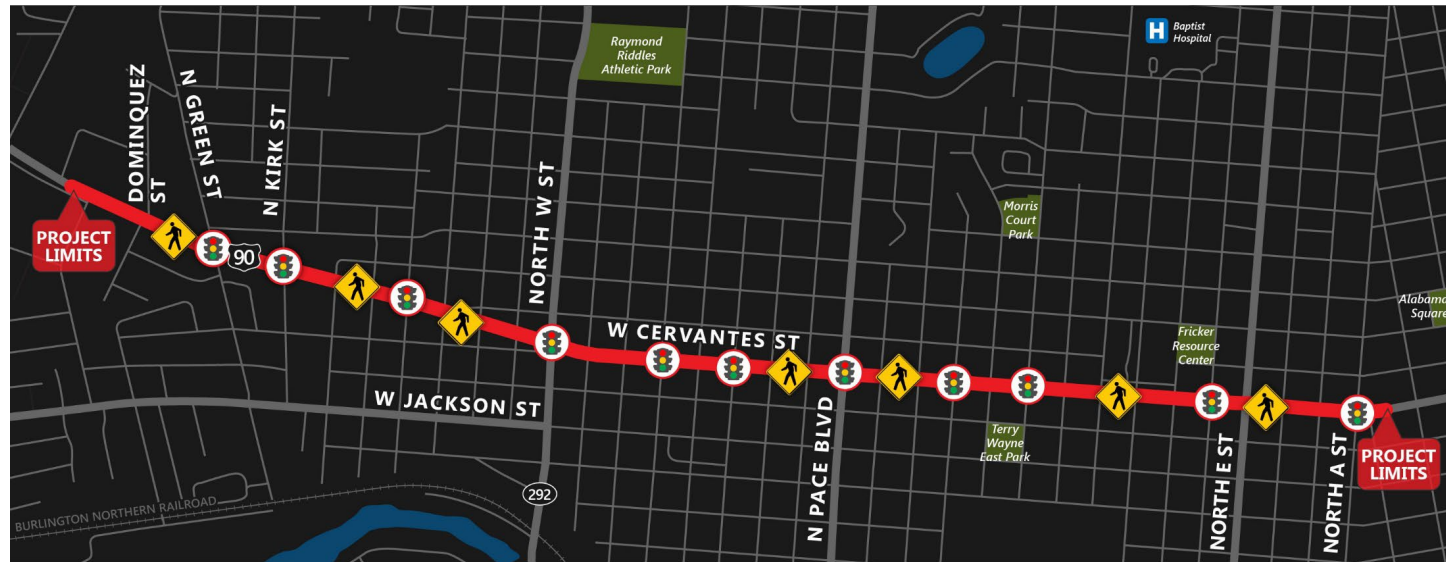 H Baptist
Hospital
Raymond
Riddles
Athletic Park
DOMINQUEZ
ST
N GREEN ST
N KIRK ST
NORTH W ST
Morris
Court
Park
PROJECT
LIMITS
90
Alabama
Square
W CERVANTES ST
Fricker
Resource
Center
W JACKSON ST
N PACE BLVD
Terry
Wayne
East Park
NORTH E ST
NORTH A ST
PROJECT
LIMITS
292
BURLINGTON NORTHERN RAILROAD